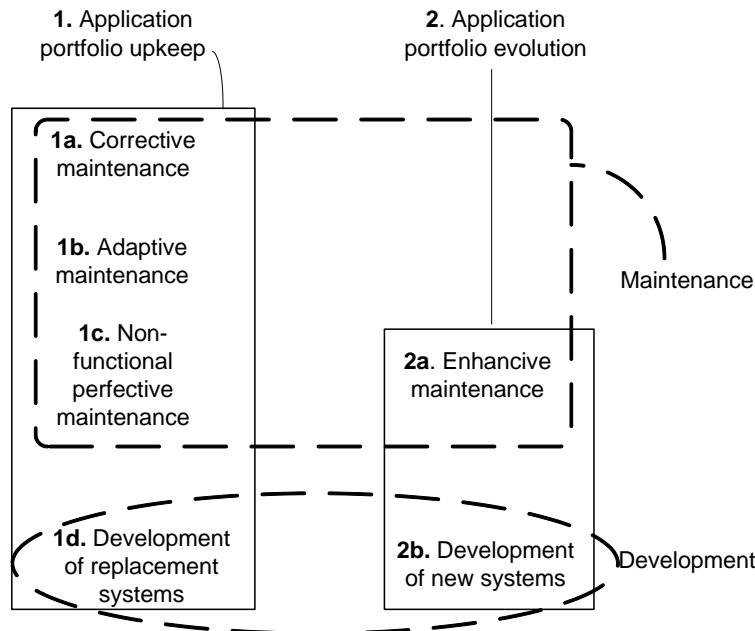 1. Application
portfolio upkeep
2. Application
portfolio evolution
1a. Corrective
maintenance
1b. Adaptive
maintenance
Maintenance
1c. Non-
functional
perfective
maintenance
2a. Enhancive
maintenance
1d. Development
of replacement
systems
2b. Development
of new systems
Development